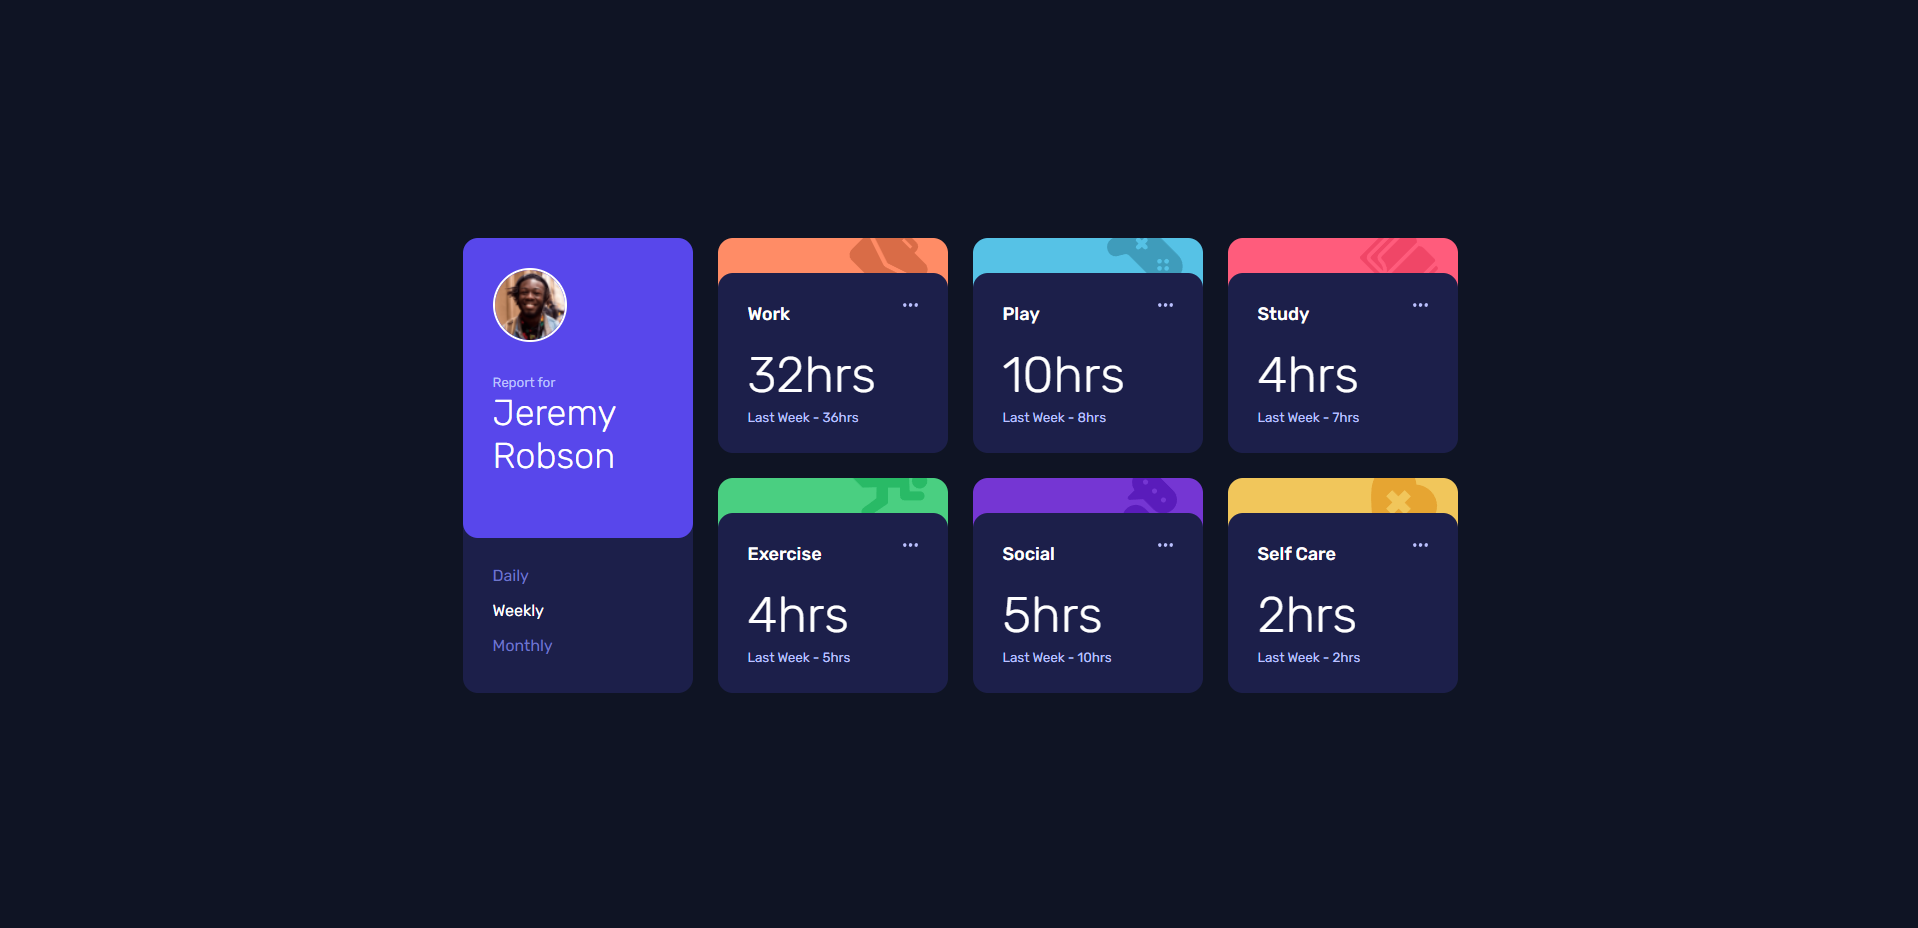 Report for
Jeremy
Robson
Daily
Weekly
Monthly
Work
32hrs
Last Week - 36hrs
Play
10hrs
Last Week - 8hrs
Study
4hrs
Last Week - 7hrs
Exercise
4hrs
Last Week - 5hrs
Social
5hrs
Last Week - 10hrs
Self Care
2hrs
Last Week - 2hrs